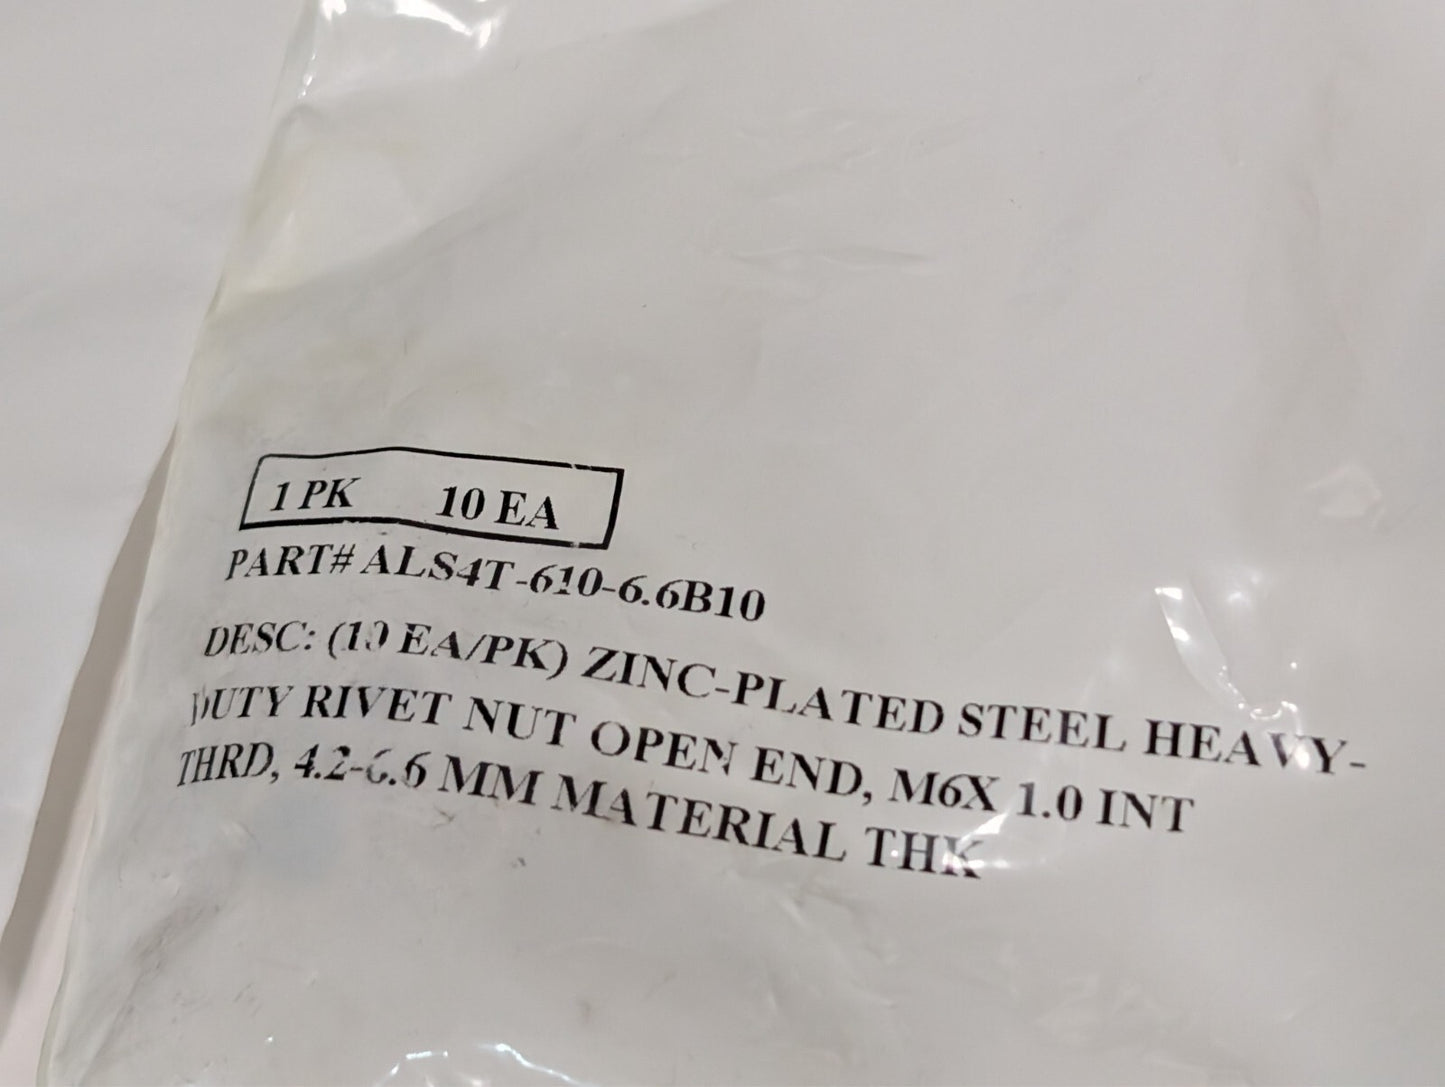 1 PK 10 EA
PART# ALS4T-610-6.6B10
DESC: (10 EA/PK) ZINC-PLATED STEEL HEAVY-
DUTY RIVET NUT OPEN END, M6X 1.0 INT
THRD, 4.2-6.6 MM MATERIAL THK